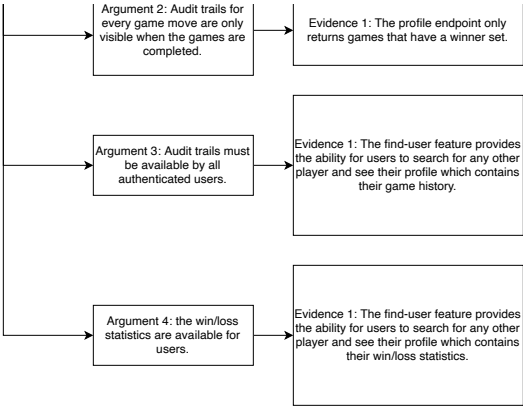 Argument 2: Audit trails for
every game move are only
visible when the games are
completed.
Evidence 1: The profile endpoint only
returns games that have a winner set.
Argument 3: Audit trails must
be available by all
authenticated users.
Evidence 1: The find-user feature provides
the ability for users to search for any other
player and see their profile which contains
their game history.
Argument 4: the win/loss
statistics are available for
users.
Evidence 1: The find-user feature provides
the ability for users to search for any other
player and see their profile which contains
their win/loss statistics.